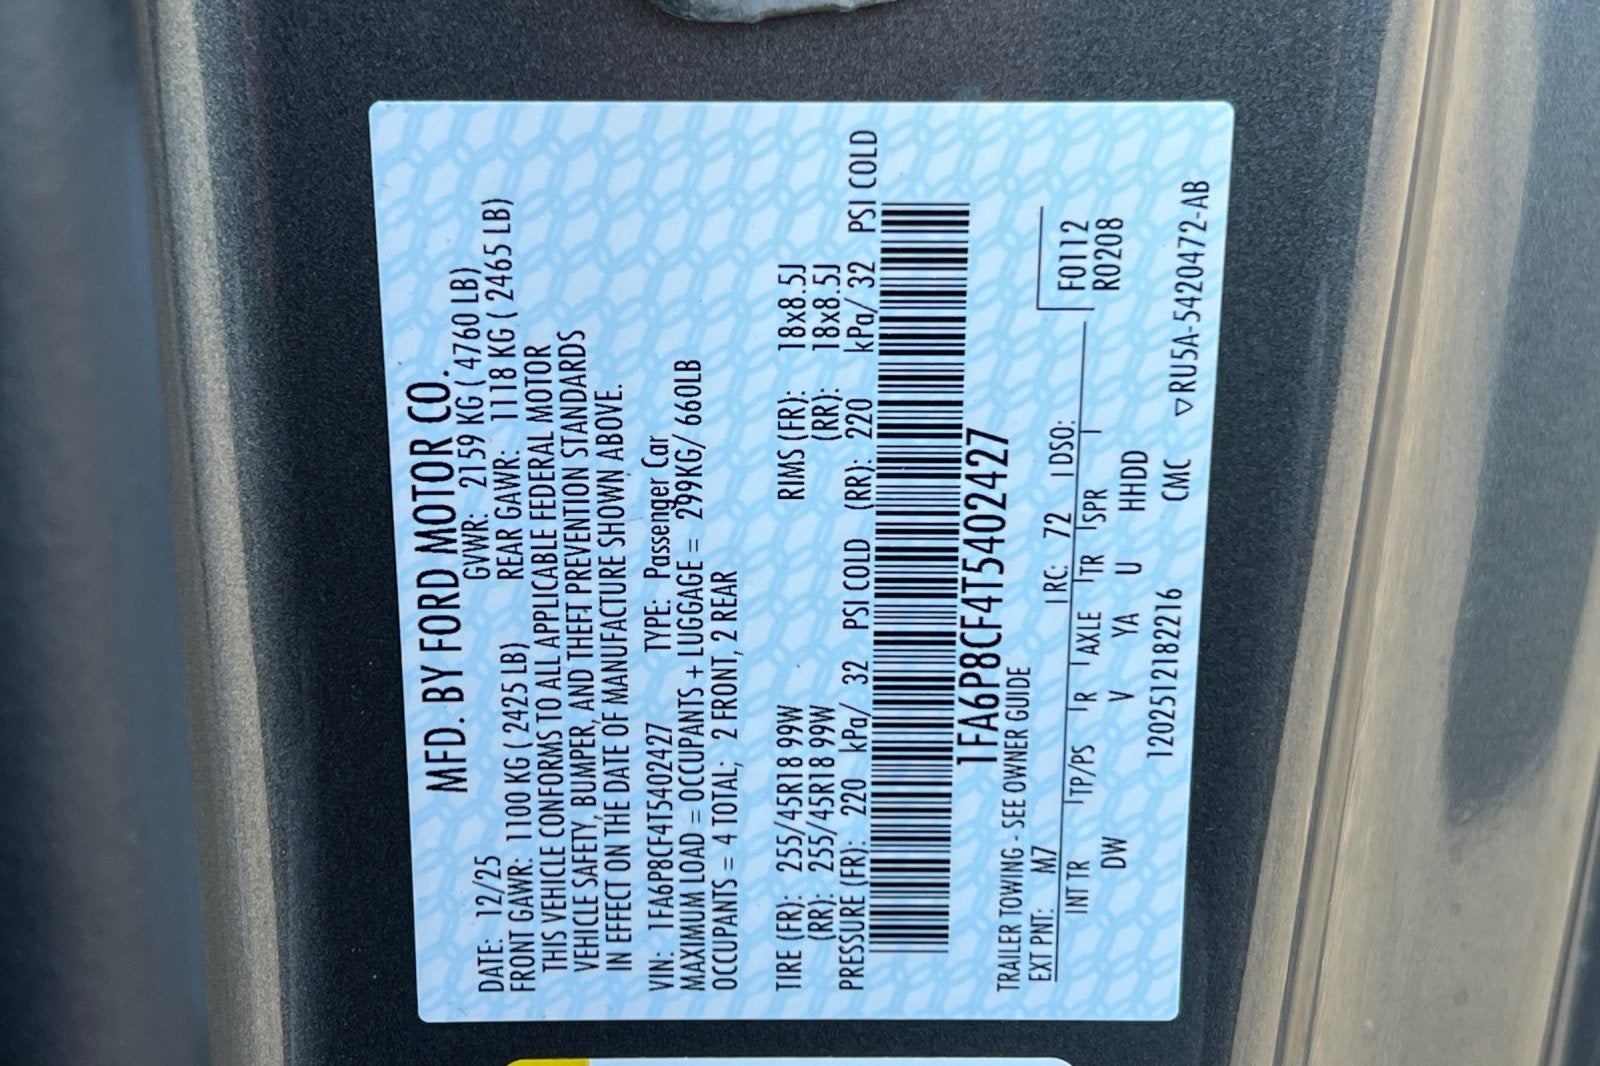 MFD. BY FORD MOTOR CO.
DATE: 12/25 GVWR: 2159 KG ( 4760 LB)
FRONT GAWR: 1100 KG ( 2425 LB) REAR GAWR: 1118 KG ( 2465 LB)
THIS VEHICLE CONFORMS TO ALL APPLICABLE FEDERAL MOTOR
VEHICLE SAFETY, BUMPER, AND THEFT PREVENTION STANDARDS
IN EFFECT ON THE DATE OF MANUFACTURE SHOWN ABOVE.
VIN: 1FA6P8CF4T5402427 TYPE: Passenger Car
MAXIMUM LOAD = OCCUPANTS + LUGGAGE = 299KG/ 660LB
OCCUPANTS = 4 TOTAL; 2 FRONT, 2 REAR
TIRE (FR): 255/45R18 99W RIMS (FR): 18x8.5J
(RR): 255/45R18 99W (RR): 18x8.5J
PRESSURE (FR): 220 kPa/ 32 PSI COLD (RR): 220 kPa/ 32 PSI COLD
1FA6P8CF4T5402427
TRAILER TOWING - SEE OWNER GUIDE
EXT PNT: M7 RC: 72 DSO: F0112
INT TR TP/PS R AXLE TR SPR R0208
DW V YA U HHDD
1202512182216 CMC ▽RU5A-5420472-AB